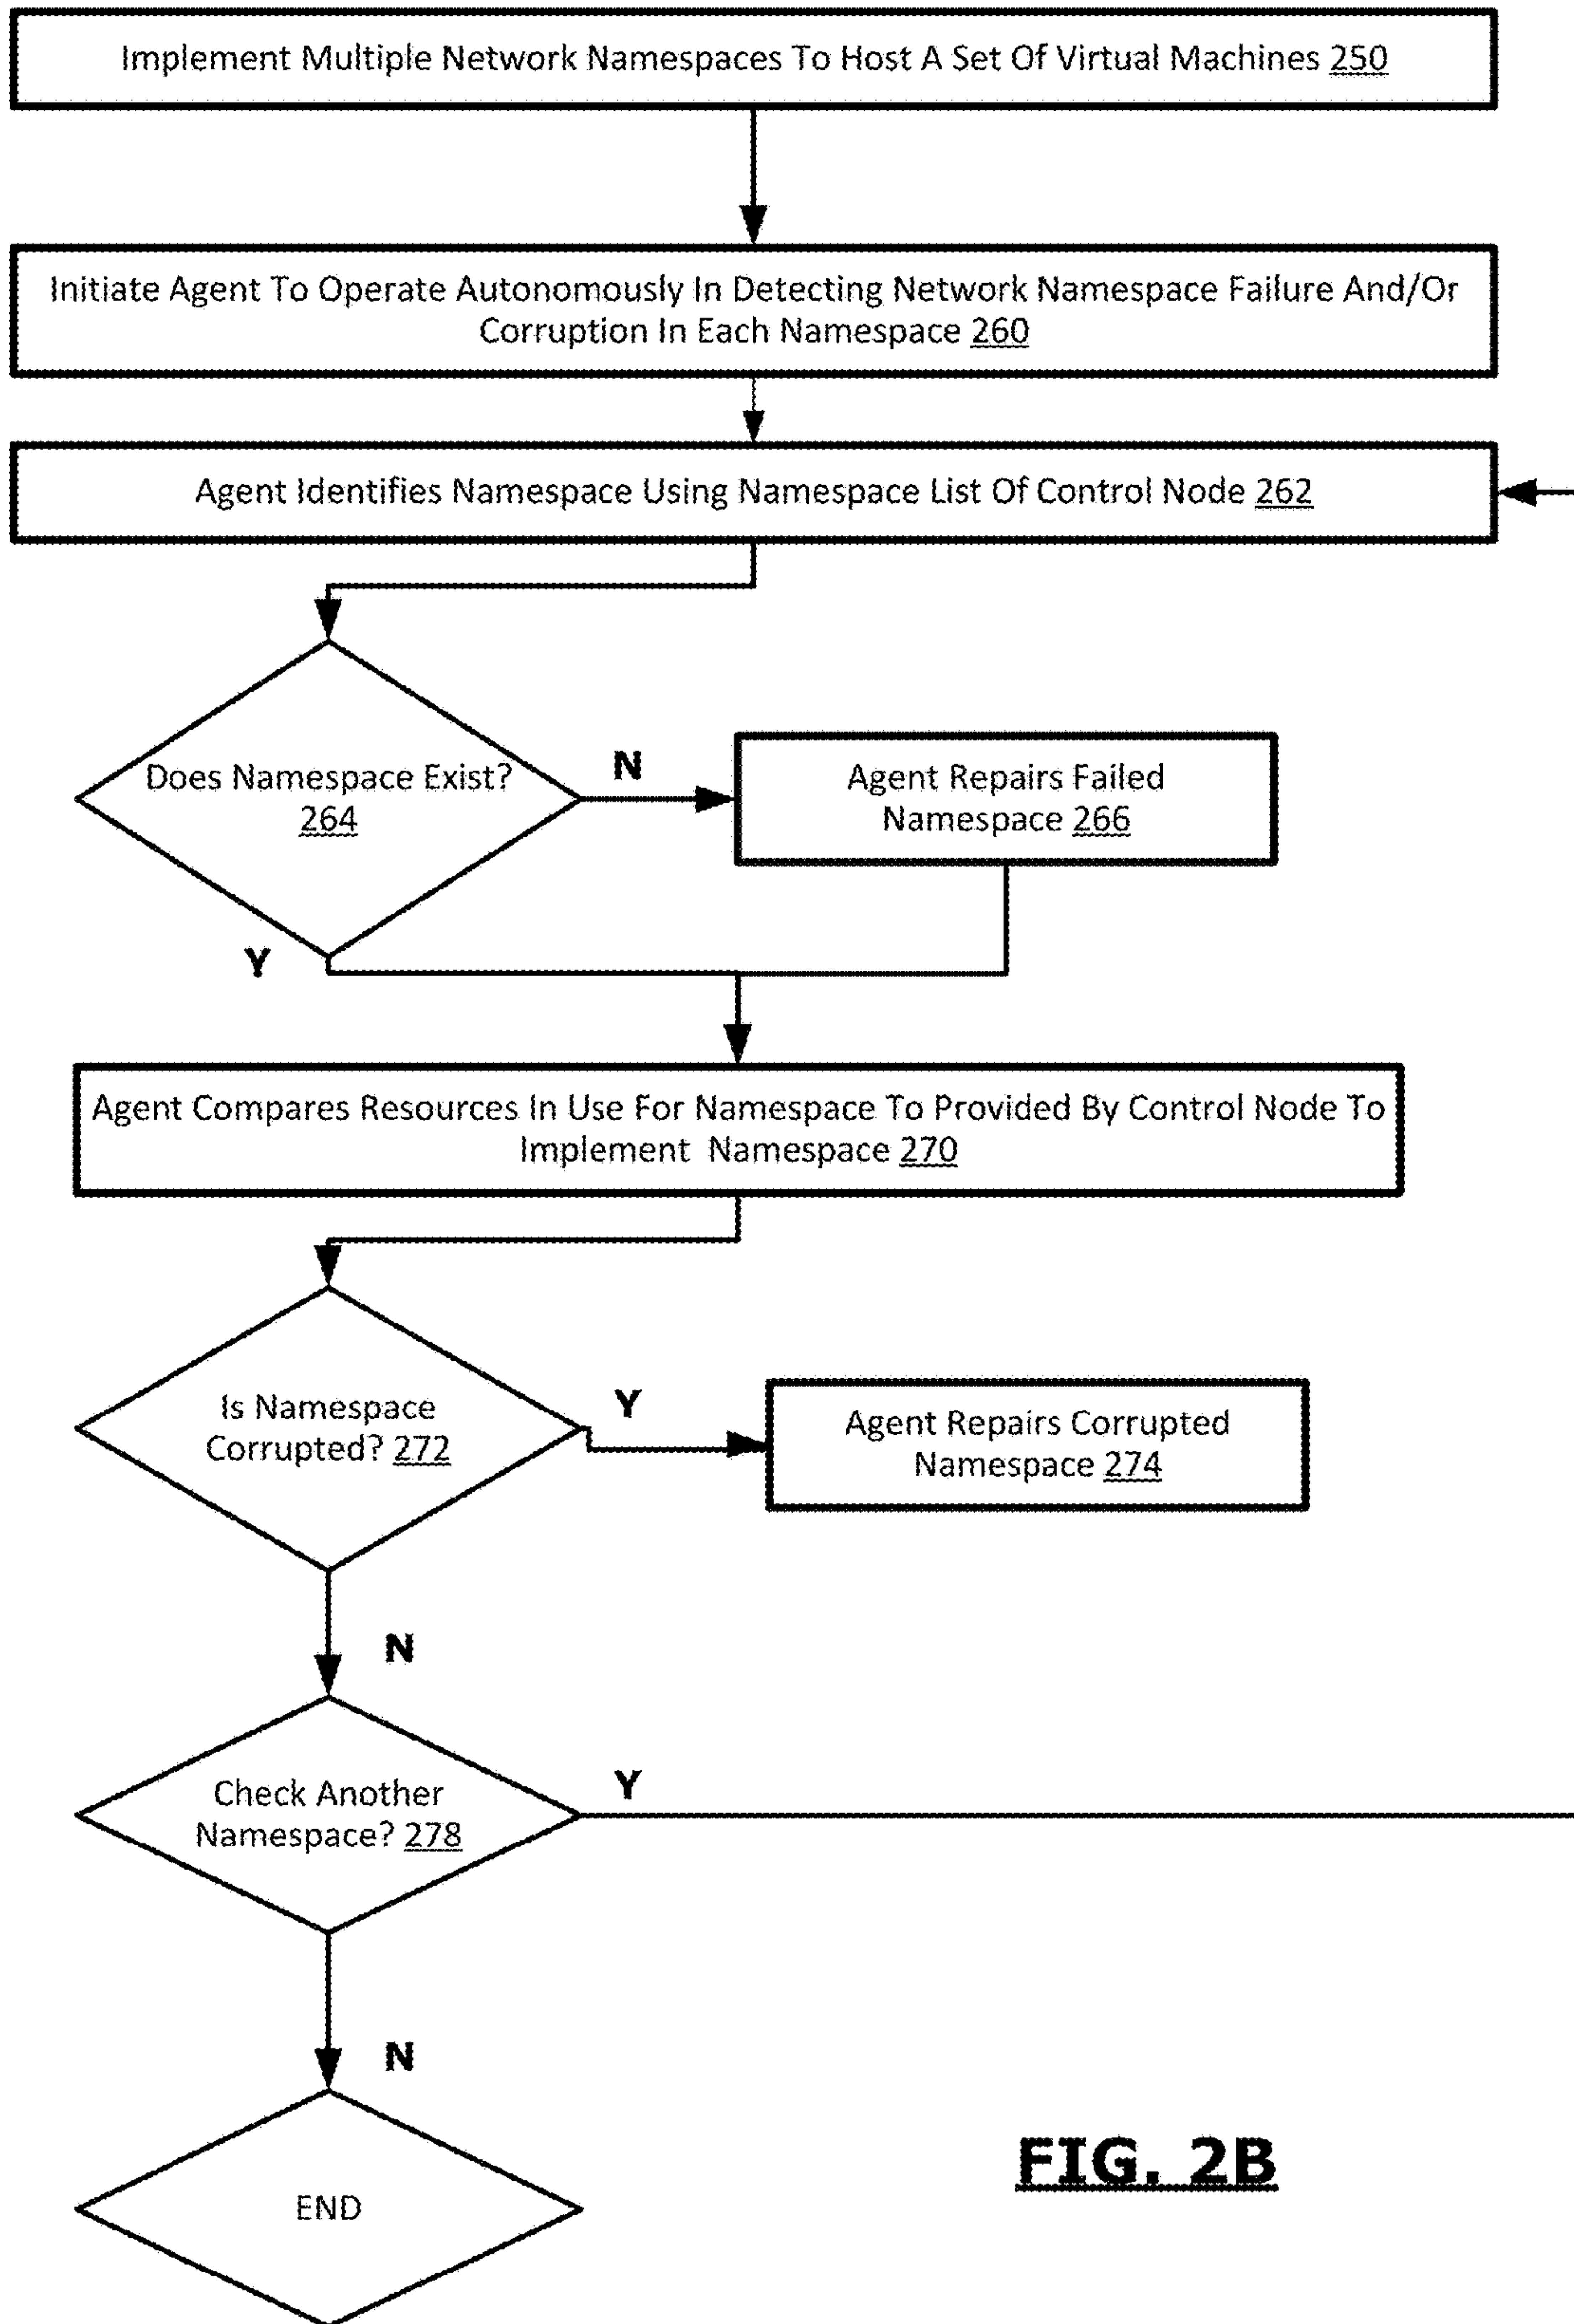 Implement Multiple Network Namespaces To Host A Set Of Virtual Machines 250
Initiate Agent To Operate Autonomously In Detecting Network Namespace Failure And/Or
Corruption In Each Namespace 260
Agent Identifies Namespace Using Namespace List Of Control Node 262
Does Namespace Exist?
264
N
Agent Repairs Failed
Namespace 266
Y
Agent Compares Resources In Use For Namespace To Provided By Control Node To
Implement Namespace 270
Is Namespace
Corrupted? 272
Y
Agent Repairs Corrupted
Namespace 274
N
Check Another
Namespace? 278
Y
N
END
FIG. 2B